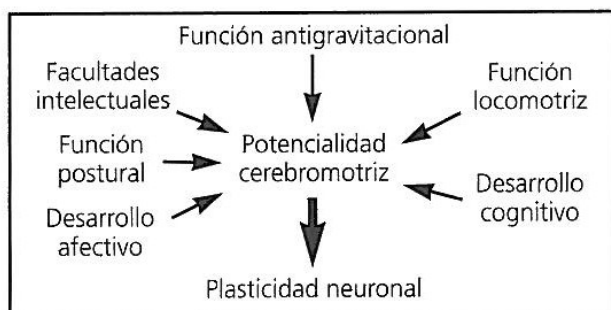 Función antigravitacional
Facultades
intelectuales
Función
locomotriz
Función
postural
Potencialidad
cerebromotriz
Desarrollo
afectivo
Desarrollo
cognitivo
Plasticidad neuronal